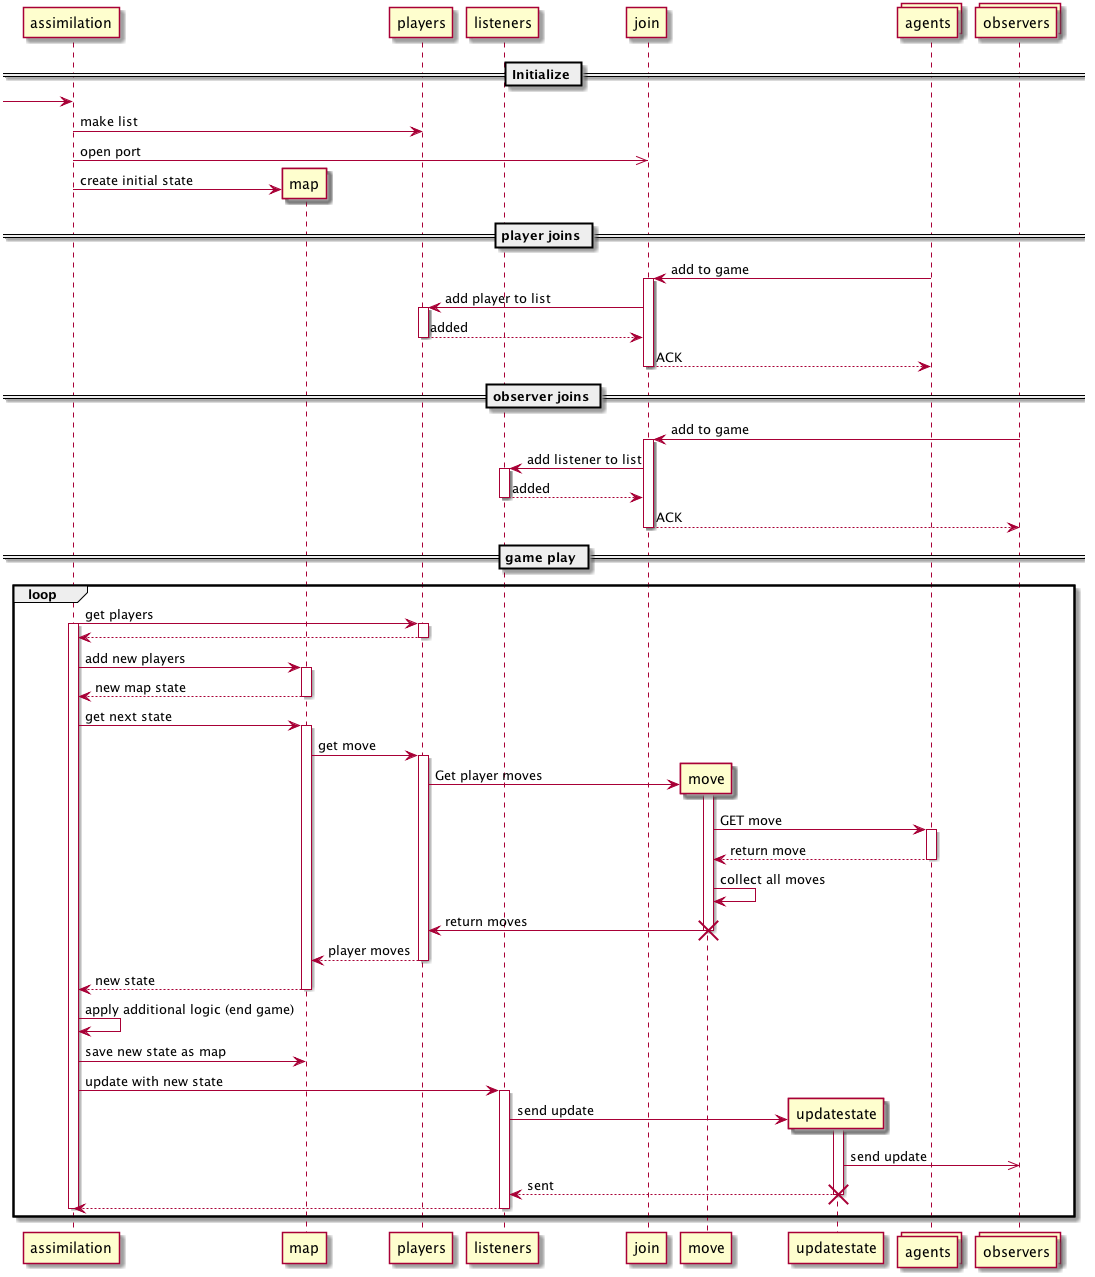 assimilation
players
listeners
join
agents
observers
Initialize
make list
open port
create initial state
map
player joins
add to game
add player to list
added
ACK
observer joins
add to game
add listener to list
added
ACK
game play
loop
get players
add new players
new map state
get next state
get move
Get player moves
move
GET move
return move
collect all moves
return moves
player moves
new state
apply additional logic (end game)
save new state as map
update with new state
send update
updatestate
send update
sent
assimilation
map
players
listeners
join
move
updatestate
agents
observers